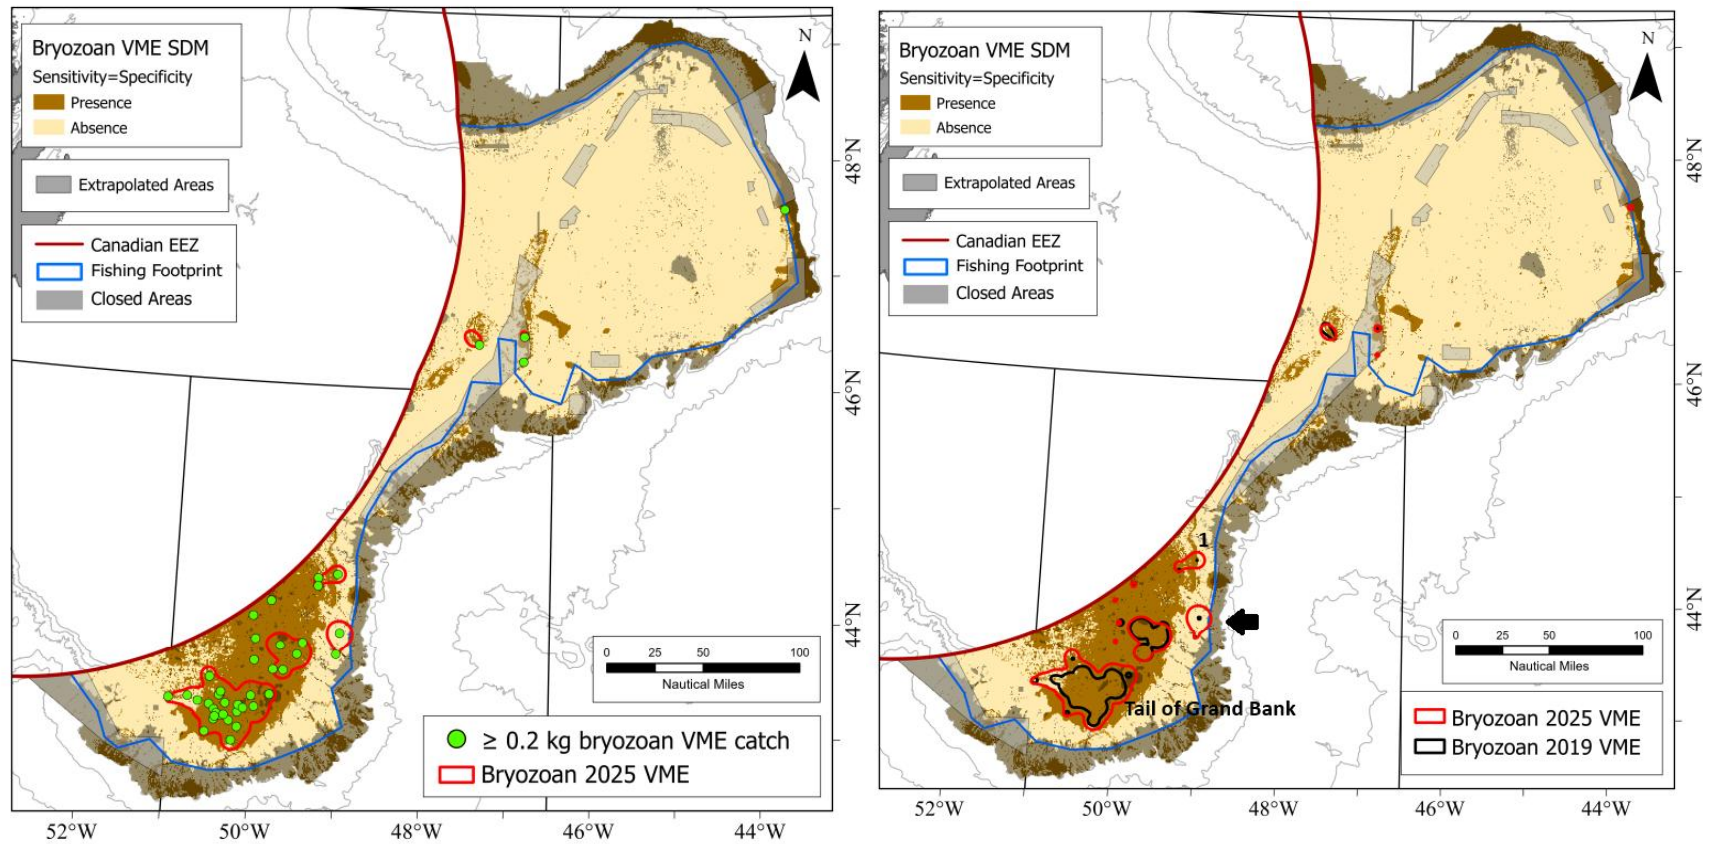 Bryozoan VME SDM
Sensitivity=Specificity
Presence
Absence
Extrapolated Areas
Canadian EEZ
Fishing Footprint
Closed Areas
N
48°N
46°N
44°N
0 25 50 100
Nautical Miles
≥ 0.2 kg bryozoan VME catch
Bryozoan 2025 VME
52°W 50°W 48°W 46°W 44°W
Bryozoan VME SDM
Sensitivity=Specificity
Presence
Absence
Extrapolated Areas
Canadian EEZ
Fishing Footprint
Closed Areas
N
48°N
46°N
44°N
1
Tail of Grand Bank
0 25 50 100
Nautical Miles
Bryozoan 2025 VME
Bryozoan 2019 VME
52°W 50°W 48°W 46°W 44°W